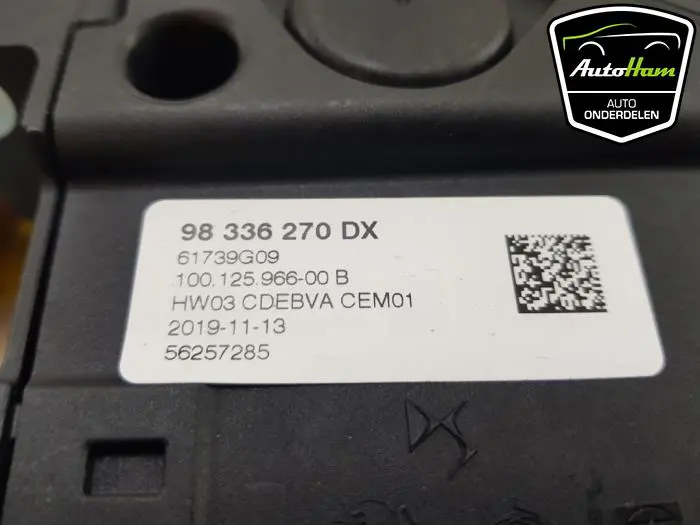 AutoHam
AUTO
ONDERDELEN
98 336 270 DX
61739G09
100.125.966-00 B
HW03 CDEBVA CEM01
2019-11-13
56257285